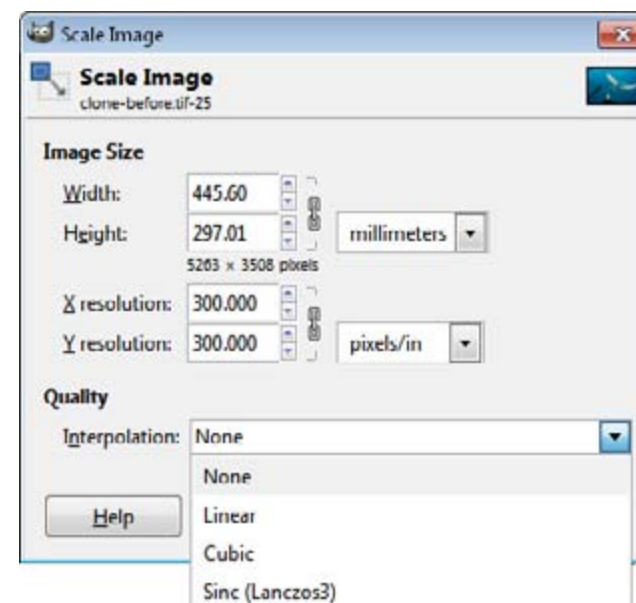 Scale Image
Scale Image
clone-before.tif-25
Image Size
Width: 445.60
Height: 297.01 millimeters
5263 × 3508 pixels
X resolution: 300.000
Y resolution: 300.000 pixels/in
Quality
Interpolation: None
None
Help Linear
Cubic
Sinc (Lanczos3)